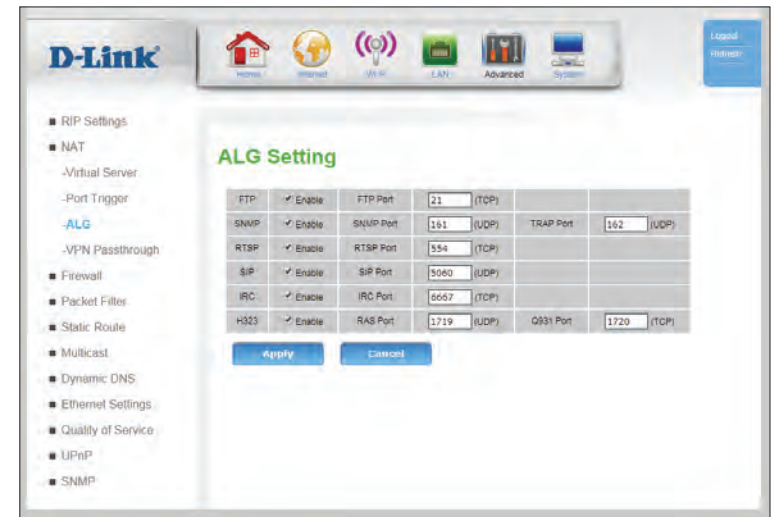 D-Link
Home
Internet
Wi-Fi
LAN
Advanced
System
Logout
RIP Settings
NAT
-Virtual Server
-Port Trigger
-ALG
-VPN Passthrough
Firewall
Packet Filter
Static Route
Multicast
Dynamic DNS
Ethernet Settings
Quality of Service
UPnP
SNMP
ALG Setting
FTP Enable FTP Port 21 (TCP)
SNMP Enable SNMP Port 161 (UDP) TRAP Port 162 (UDP)
RTSP Enable RTSP Port 554 (TCP)
SIP Enable SIP Port 5060 (UDP)
IRC Enable IRC Port 6667 (TCP)
H323 Enable RAS Port 1719 (UDP) Q931 Port 1720 (TCP)
Apply Cancel